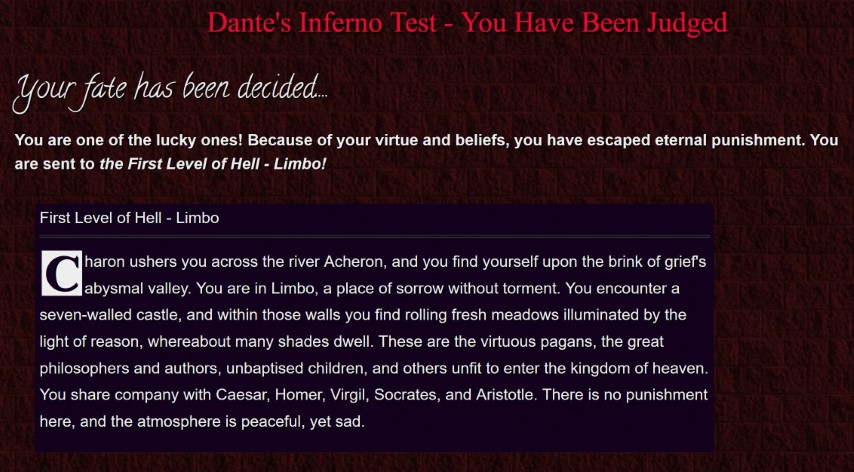 Dante's Inferno Test - You Have Been Judged
Your fate has been decided...
You are one of the lucky ones! Because of your virtue and beliefs, you have escaped eternal punishment. You
are sent to the First Level of Hell - Limbo!
First Level of Hell - Limbo
Charon ushers you across the river Acheron, and you find yourself upon the brink of grief's
abysmal valley. You are in Limbo, a place of sorrow without torment. You encounter a
seven-walled castle, and within those walls you find rolling fresh meadows illuminated by the
light of reason, whereabout many shades dwell. These are the virtuous pagans, the great
philosophers and authors, unbaptised children, and others unfit to enter the kingdom of heaven.
You share company with Caesar, Homer, Virgil, Socrates, and Aristotle. There is no punishment
here, and the atmosphere is peaceful, yet sad.